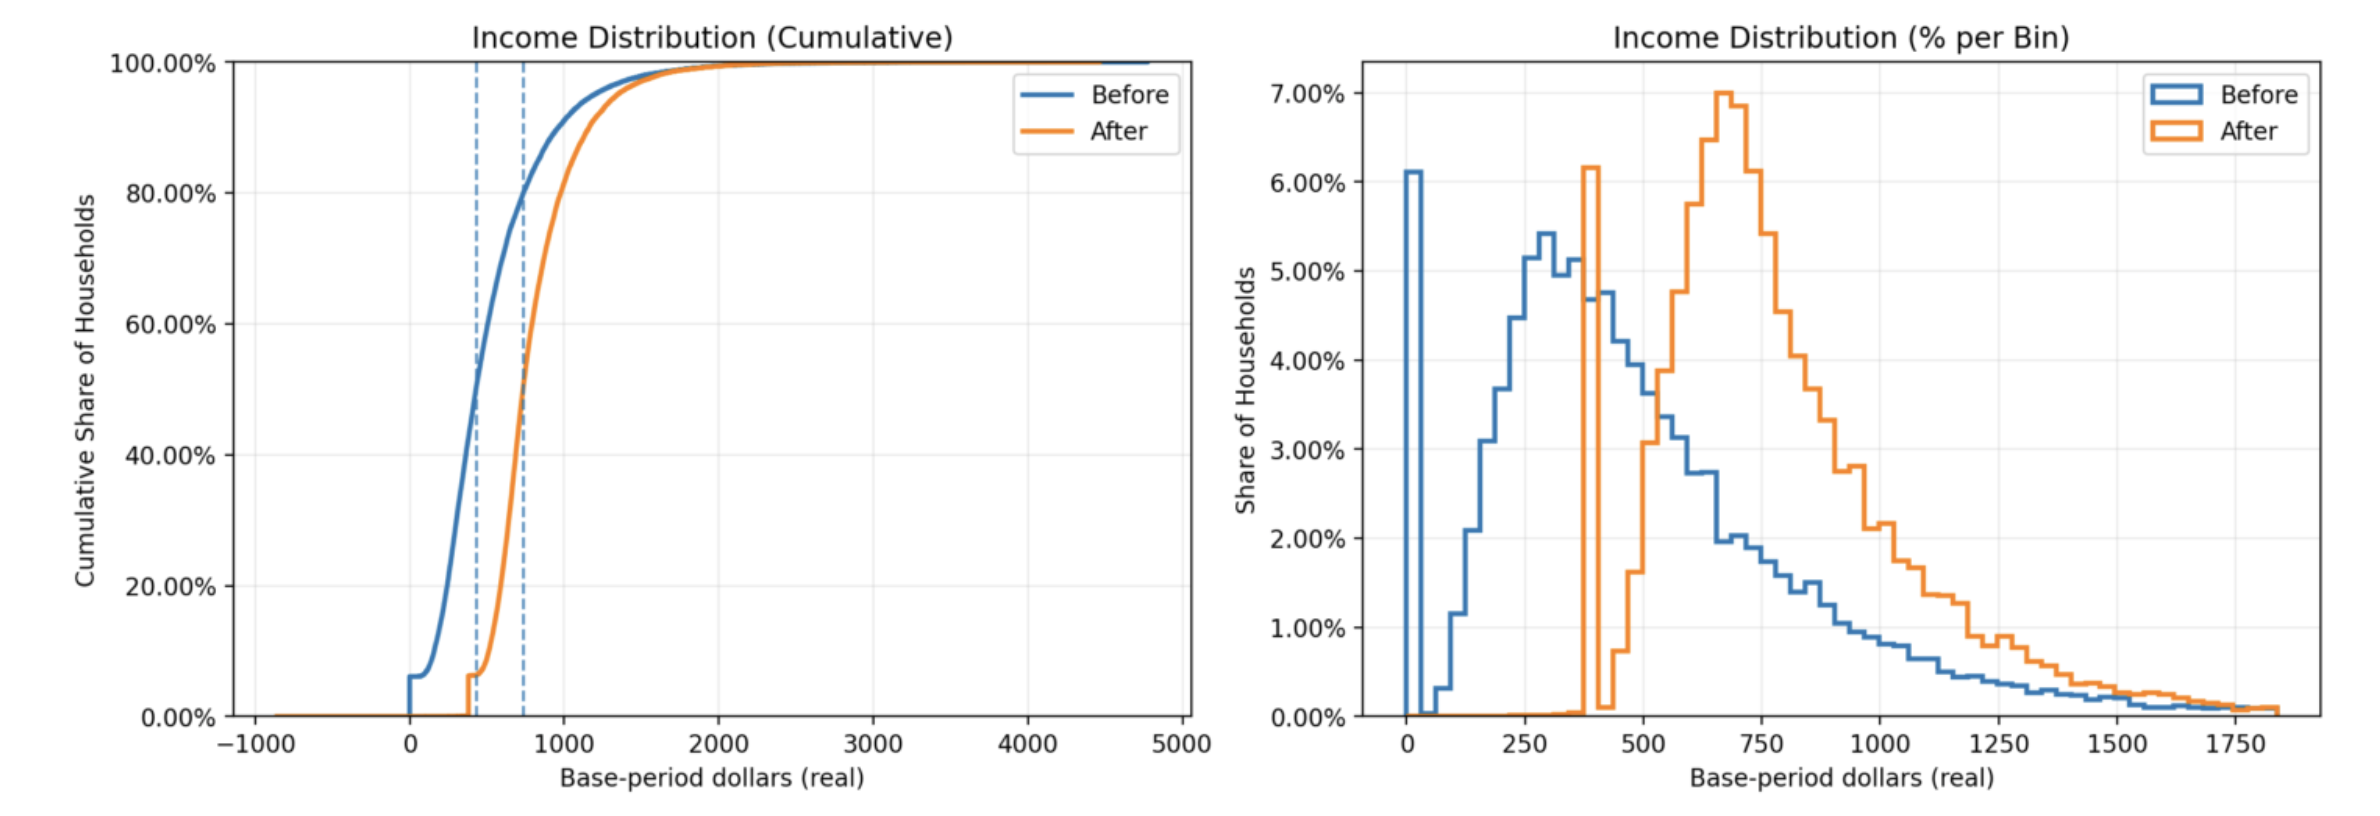 Income Distribution (Cumulative)
100.00%
80.00%
60.00%
40.00%
20.00%
0.00%
Cumulative Share of Households
Before
After
−1000
0
1000
2000
3000
4000
5000
Base-period dollars (real)
Income Distribution (% per Bin)
7.00%
6.00%
5.00%
4.00%
3.00%
2.00%
1.00%
0.00%
Share of Households
Before
After
0
250
500
750
1000
1250
1500
1750
Base-period dollars (real)